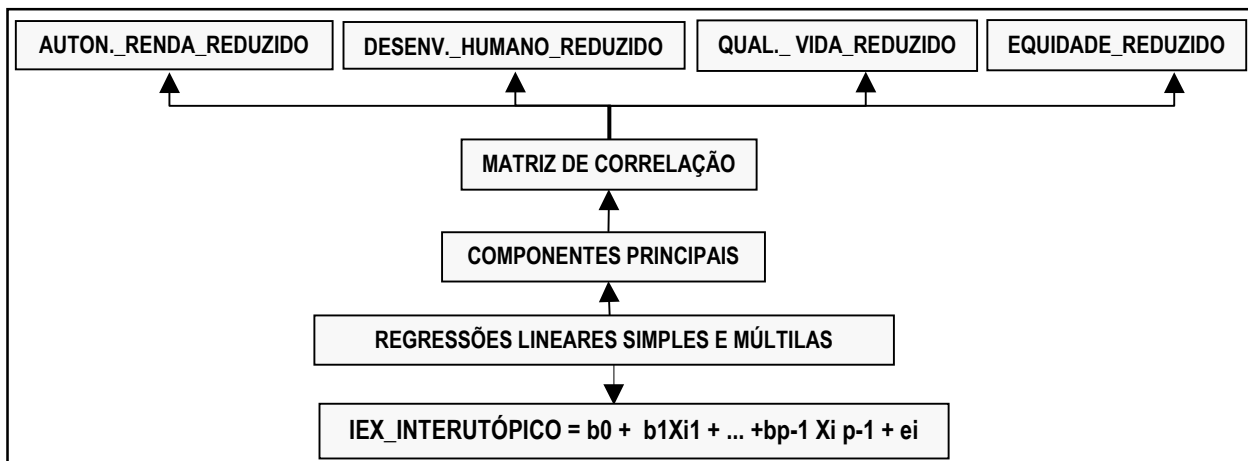 AUTON._RENDA_REDUZIDO
DESENV._HUMANO_REDUZIDO
QUAL._ VIDA_REDUZIDO
EQUIDADE_REDUZIDO
MATRIZ DE CORRELAÇÃO
COMPONENTES PRINCIPAIS
REGRESSÕES LINEARES SIMPLES E MÚLTILAS
IEX_INTERUTÓPICO = b0 + b1Xi1 + ... +bp-1 Xi p-1 + ei